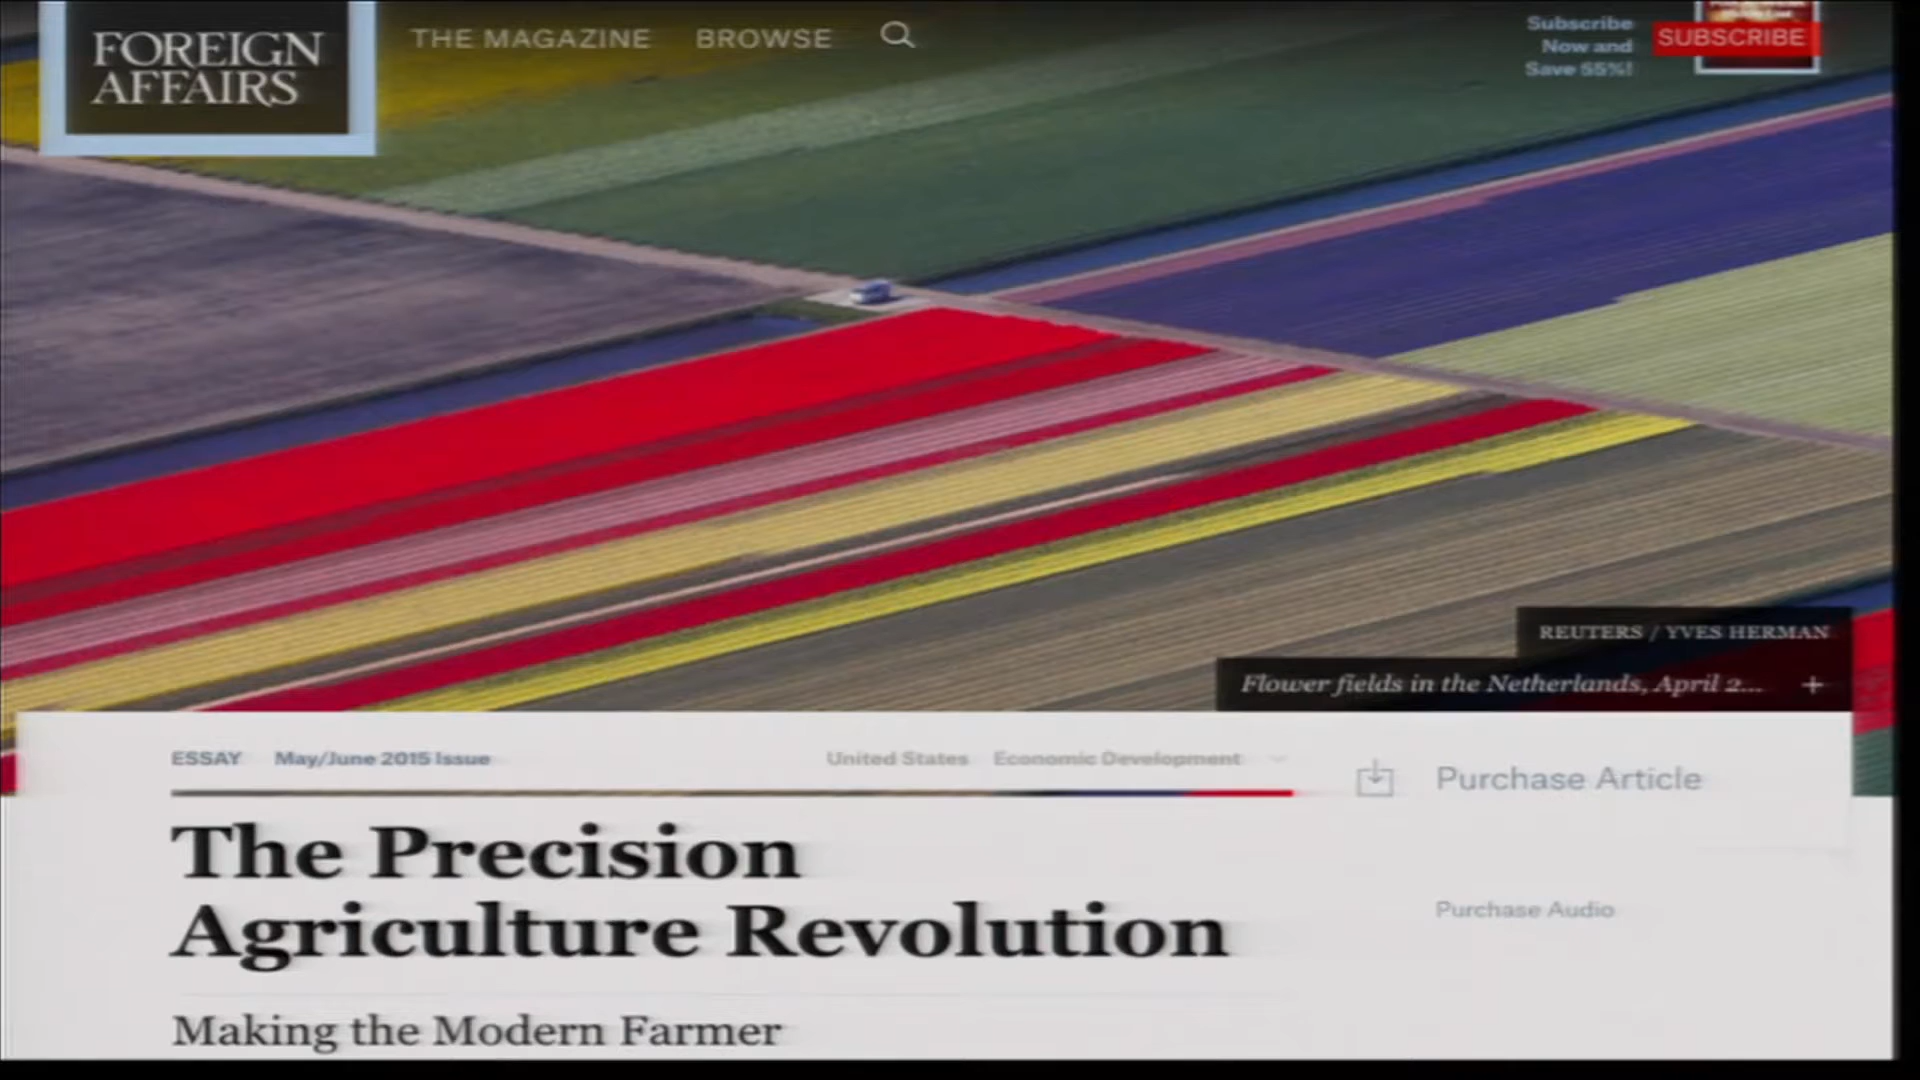 FOREIGN
AFFAIRS
THE MAGAZINE
BROWSE
Subscribe
Now and
Save 55%!
SUBSCRIBE
REUTERS / YVES HERMAN
Flower fields in the Netherlands, April 2... +
ESSAY
May/June 2015 Issue
United States
Economic Development
Purchase Article
The Precision
Agriculture Revolution
Purchase Audio
Making the Modern Farmer